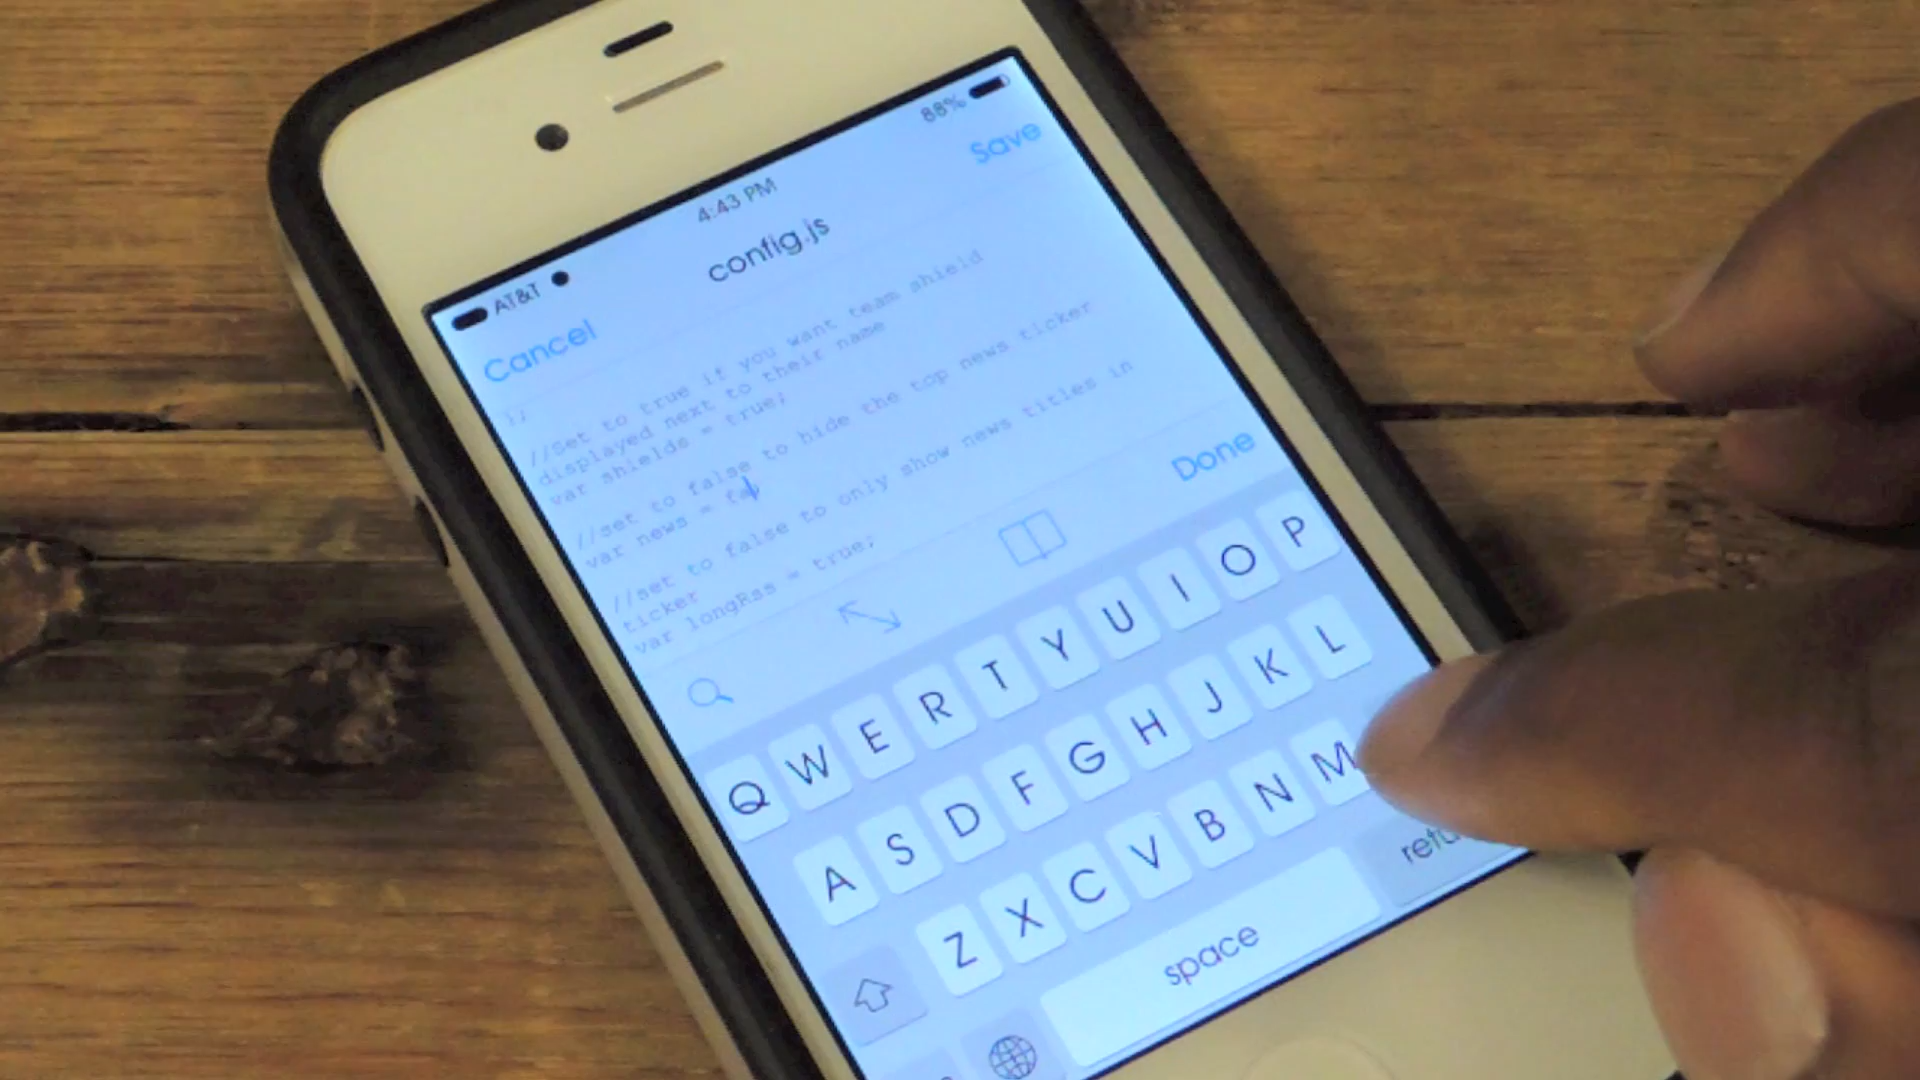 AT&T 4:43 PM 88%
Cancel config.js Save
};
//Set to true if you want team shield
displayed next to their name
var shields = true;
//set to false to hide the top news ticker
var news = fa
//set to false to only show news titles in
ticker
var longRss = true;
Done
Q W E R T Y U I O P
A S D F G H J K L
Z X C V B N M
space retu